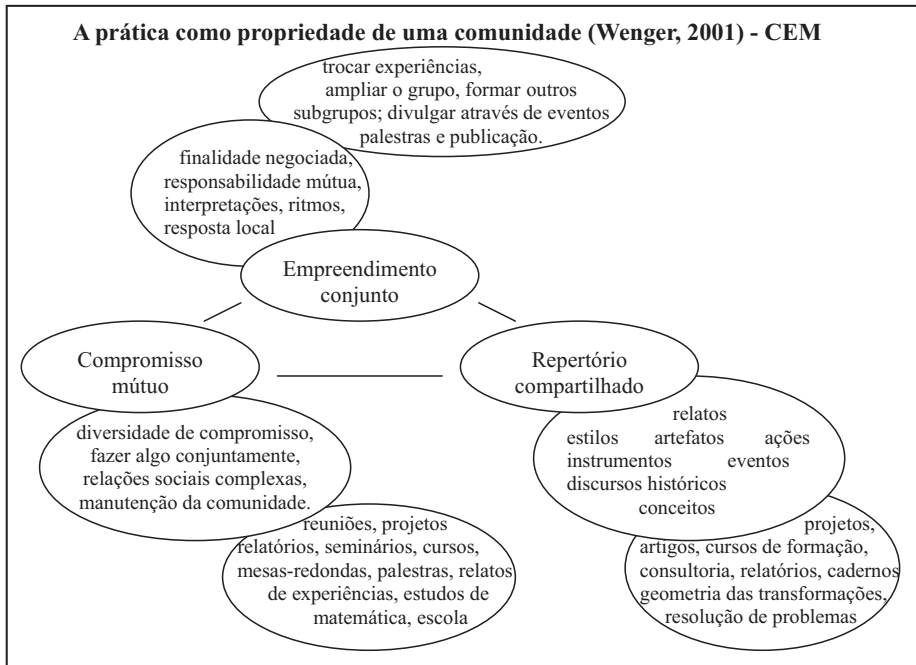 A prática como propriedade de uma comunidade (Wenger, 2001) - CEM
trocar experiências,
ampliar o grupo, formar outros
subgrupos; divulgar através de eventos
palestras e publicação.
finalidade negociada,
responsabilidade mútua,
interpretações, ritmos,
resposta local
Empreendimento
conjunto
Compromisso
mútuo
diversidade de compromisso,
fazer algo conjuntamente,
relações sociais complexas,
manutenção da comunidade.
reuniões, projetos
relatórios, seminários, cursos,
mesas-redondas, palestras, relatos
de experiências, estudos de
matemática, escola
Repertório
compartilhado
relatos
estilos artefatos ações
instrumentos eventos
discursos históricos
conceitos
projetos,
artigos, cursos de formação,
consultoria, relatórios, cadernos
geometria das transformações,
resolução de problemas